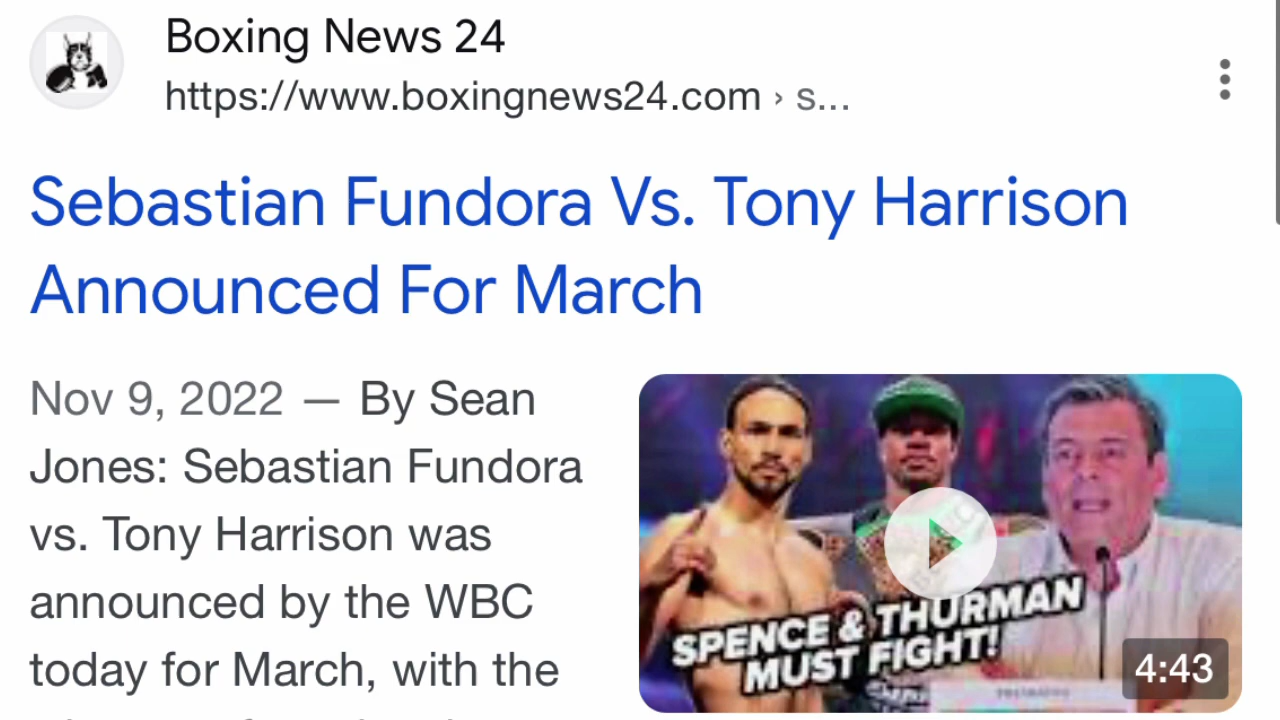 Boxing News 24
https://www.boxingnews24.com › s...
Sebastian Fundora Vs. Tony Harrison
Announced For March
Nov 9, 2022 — By Sean
Jones: Sebastian Fundora
vs. Tony Harrison was
announced by the WBC
today for March, with the
SPENCE & THURMAN
MUST FIGHT!
4:43